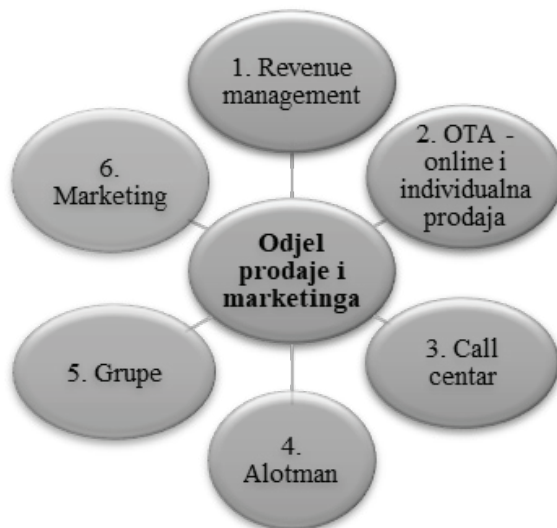 1. Revenue
management
2. OTA -
online i
individualna
prodaja
3. Call
centar
4.
Alotman
5. Grupe
6.
Marketing
Odjel
prodaje i
marketinga